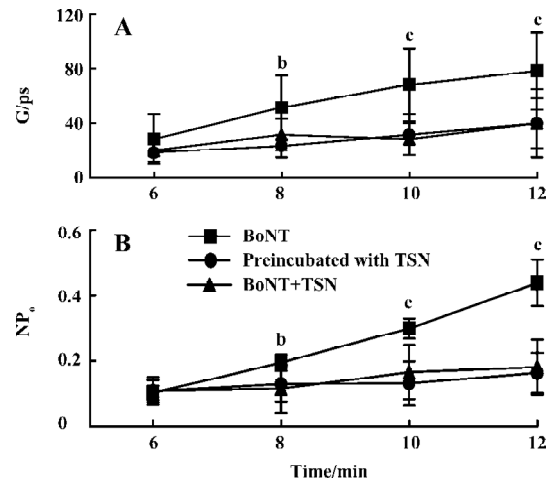 A
G/ps
120
80
40
0
b
c
c
6
8
10
12
B
NPo
0.6
0.4
0.2
0
BoNT
Preincubated with TSN
BoNT+TSN
b
c
c
6
8
10
12
Time/min